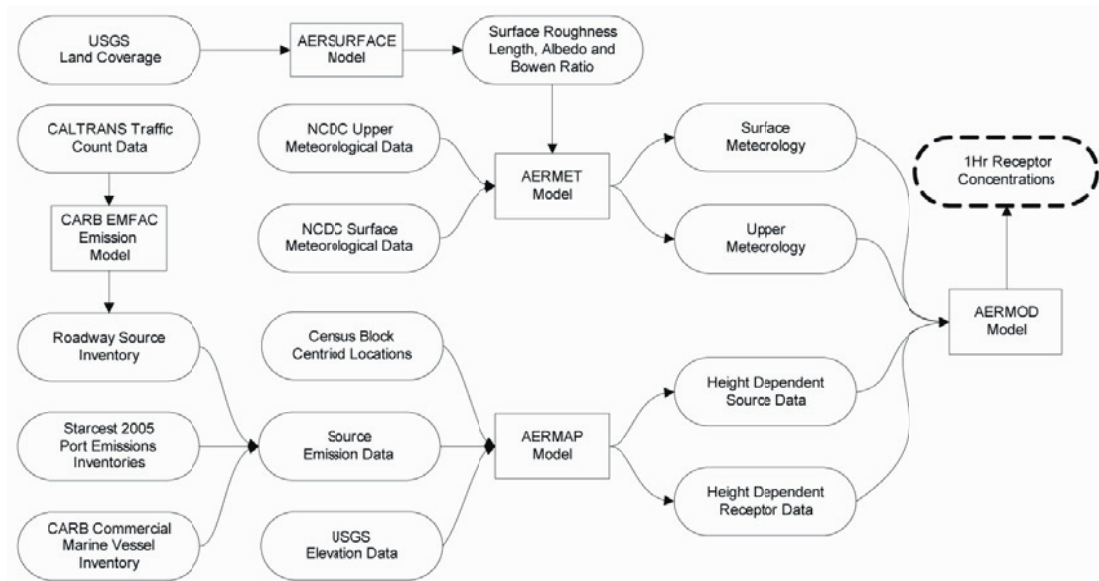 USGS
Land Coverage
AERSURFACE
Model
Surface Roughness
Length, Albedo and
Bowen Ratio
CALTRANS Traffic
Count Data
NCDC Upper
Meteorological Data
AERMET
Model
Surface
Meteorology
1Hr Receptor
Concentrations
CARB EMFAC
Emission
Model
NCDC Surface
Meteorological Data
Upper
Meteorology
AERMOD
Model
Roadway Source
Inventory
Census Block
Centriod Locations
Height Dependent
Source Data
Starcest 2005
Port Emissions
Inventories
Source
Emission Data
AERMAP
Model
Height Dependent
Receptor Data
CARB Commercial
Marine Vessel
Inventory
USGS
Elevation Data